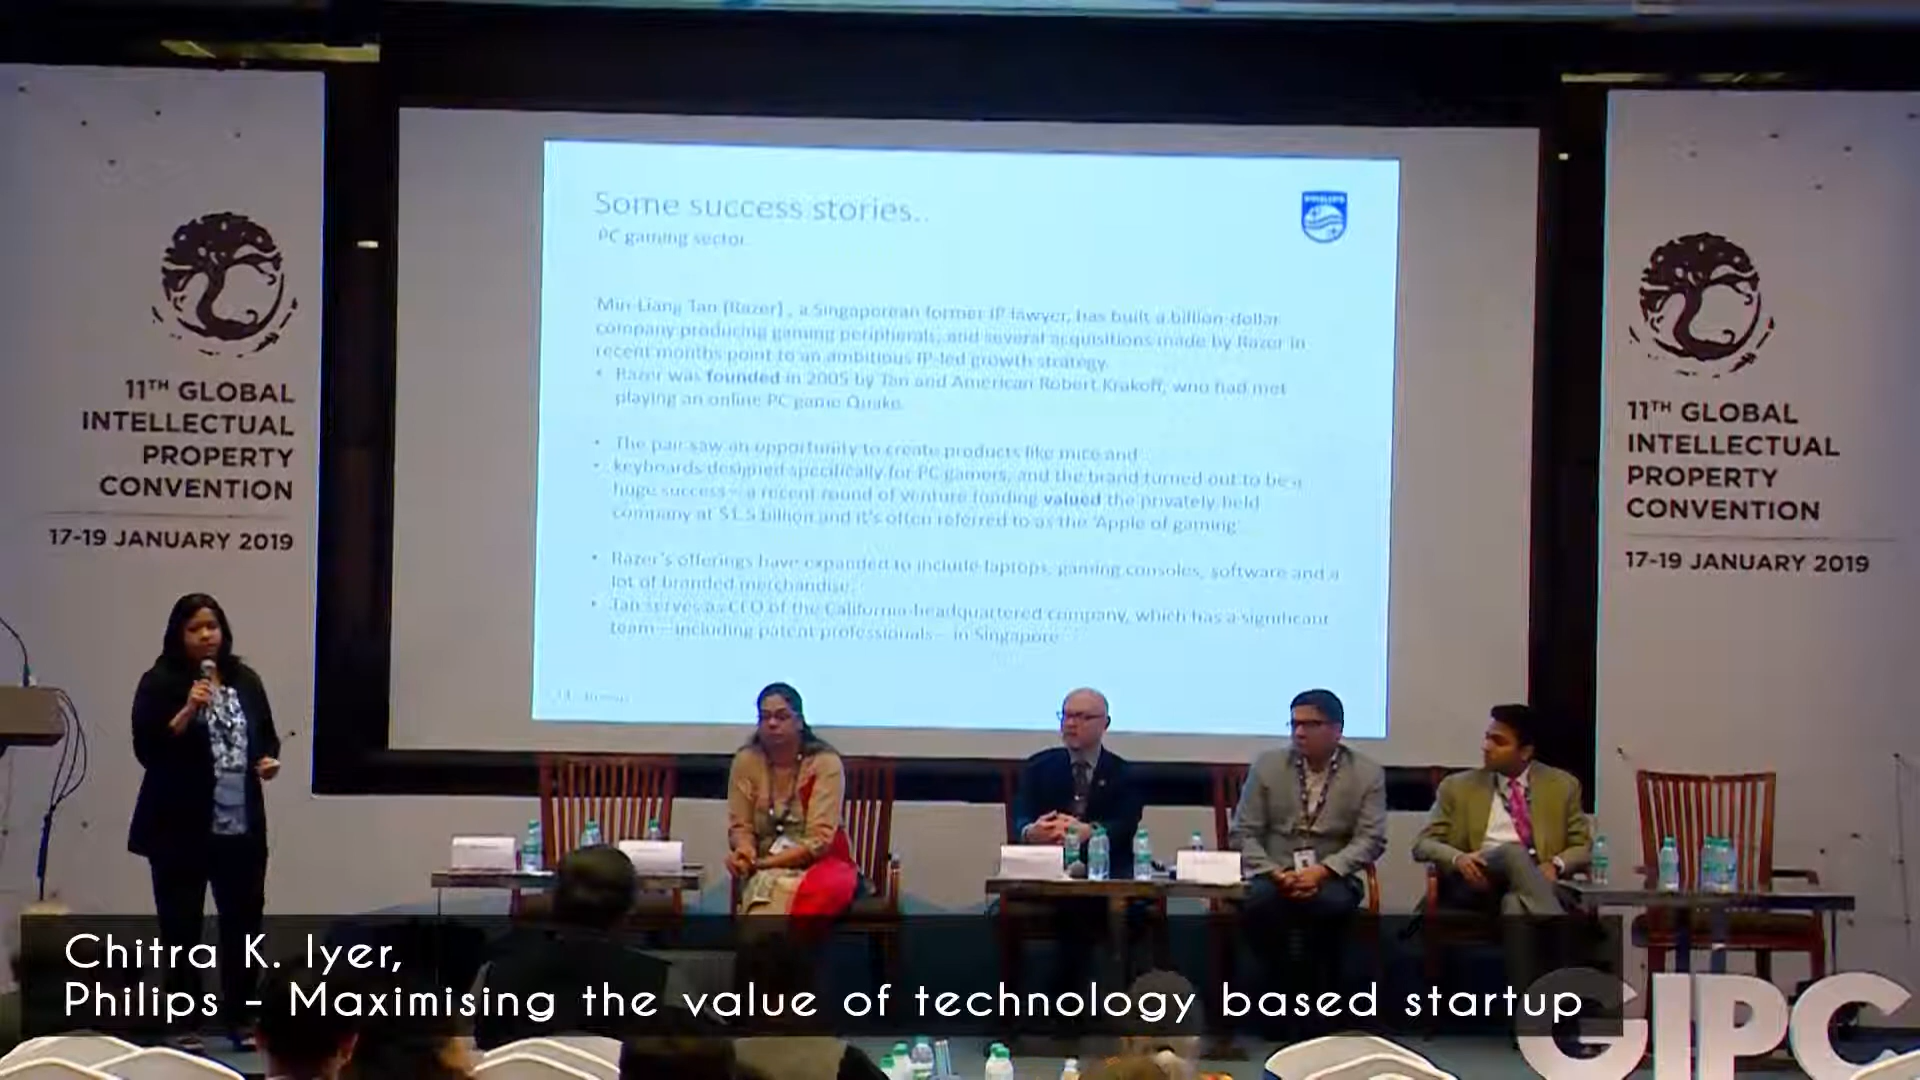 11TH GLOBAL
INTELLECTUAL
PROPERTY
CONVENTION
17-19 JANUARY 2019
Some success stories..
PC gaming sector
PHILIPS
Min-Liang Tan (Razer) , a Singaporean former IP lawyer, has built a billion-dollar
company producing gaming peripherals, and several acquisitions made by Razer in
recent months point to an ambitious IP-led growth strategy.
• Razer was founded in 2005 by Tan and American Robert Krakoff, who had met
playing an online PC game Quake.
• The pair saw an opportunity to create products like mice and
• keyboards designed specifically for PC gamers, and the brand turned out to be a
huge success – a recent round of venture funding valued the privately held
company at $1.5 billion and it's often referred to as the 'Apple of gaming'
• Razer's offerings have expanded to include laptops, gaming consoles, software and a
lot of branded merchandise.
• Tan serves as CEO of the California-headquartered company, which has a significant
team – including patent professionals – in Singapore
11TH GLOBAL
INTELLECTUAL
PROPERTY
CONVENTION
17-19 JANUARY 2019
Chitra K. Iyer,
Philips - Maximising the value of technology based startup
GIPC